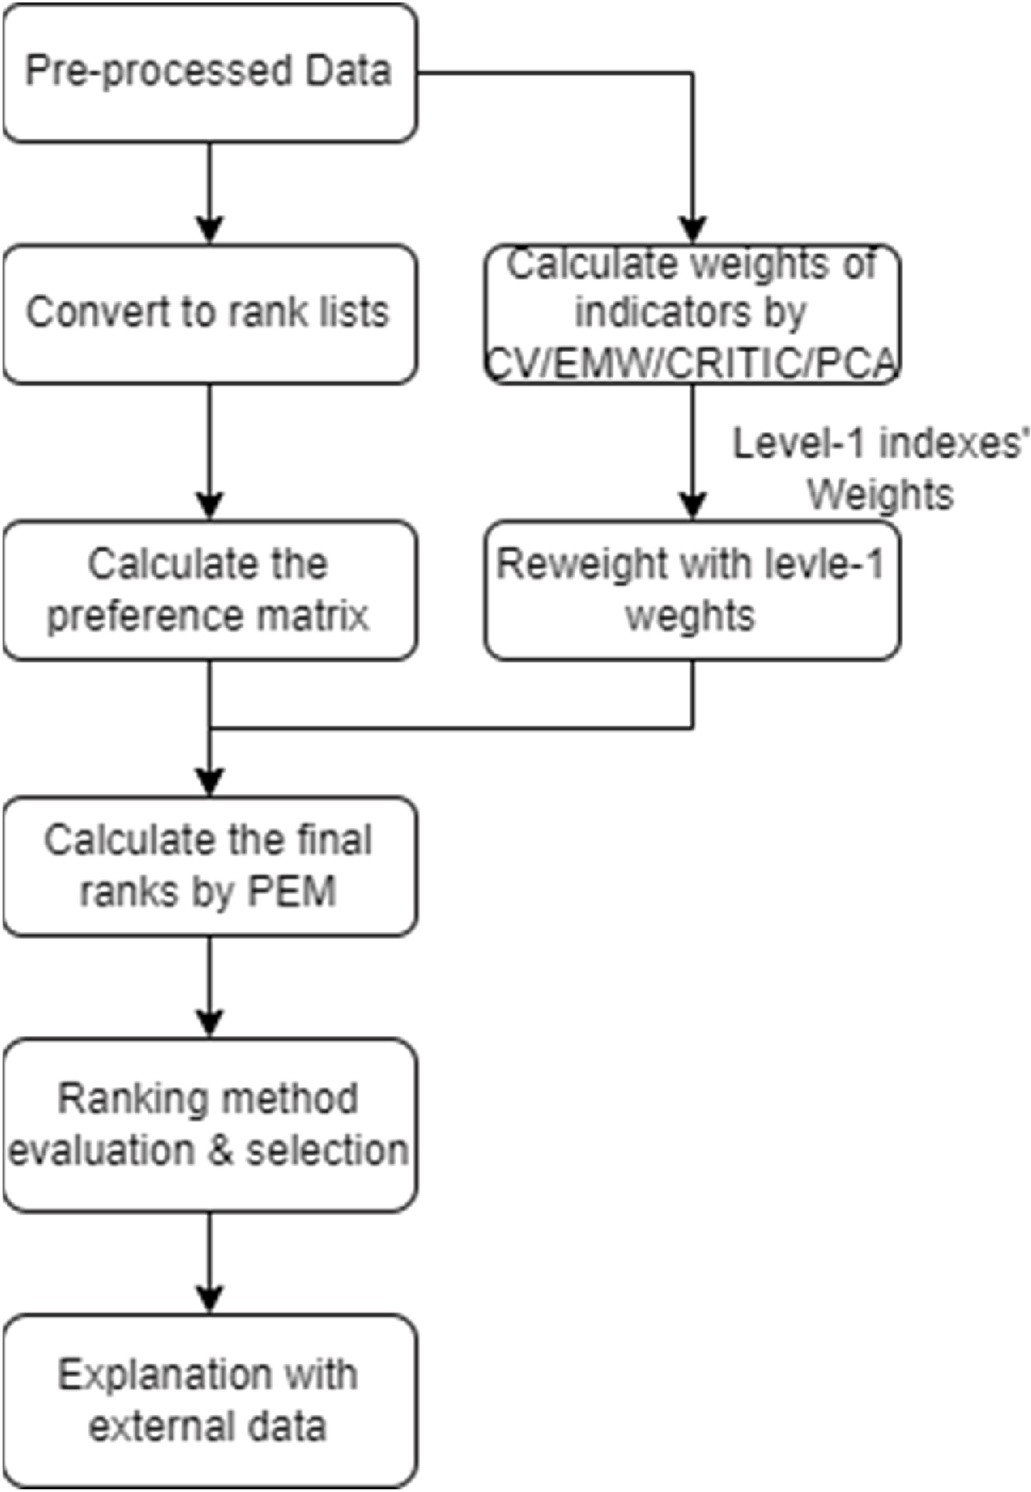 Pre-processed Data
Convert to rank lists
Calculate weights of
indicators by
CV/EMW/CRITIC/PCA
Level-1 indexes'
Weights
Calculate the
preference matrix
Reweight with levle-1
weghts
Calculate the final
ranks by PEM
Ranking method
evaluation & selection
Explanation with
external data